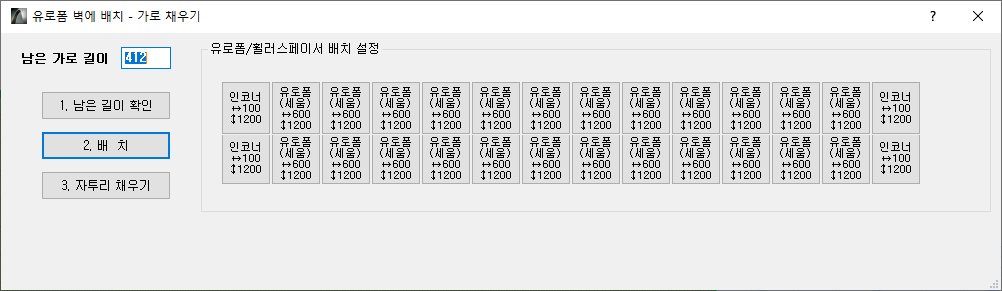 유로폼 벽에 배치 - 가로 채우기
남은 가로 길이 412
1. 남은 길이 확인
2. 배 치
3. 자투리 채우기
유로폼/휠러스페이서 배치 설정
인코너 유로폼 유로폼 유로폼 유로폼 유로폼 유로폼 유로폼 유로폼 유로폼 유로폼 유로폼 유로폼 인코너
↔100 (세움) (세움) (세움) (세움) (세움) (세움) (세움) (세움) (세움) (세움) (세움) (세움) ↔100
↕1200 ↔600 ↔600 ↔600 ↔600 ↔600 ↔600 ↔600 ↔600 ↔600 ↔600 ↔600 ↔600 ↕1200
↕1200 ↕1200 ↕1200 ↕1200 ↕1200 ↕1200 ↕1200 ↕1200 ↕1200 ↕1200 ↕1200 ↕1200
인코너 유로폼 유로폼 유로폼 유로폼 유로폼 유로폼 유로폼 유로폼 유로폼 유로폼 유로폼 유로폼 인코너
↔100 (세움) (세움) (세움) (세움) (세움) (세움) (세움) (세움) (세움) (세움) (세움) (세움) ↔100
↕1200 ↔600 ↔600 ↔600 ↔600 ↔600 ↔600 ↔600 ↔600 ↔600 ↔600 ↔600 ↔600 ↕1200
↕1200 ↕1200 ↕1200 ↕1200 ↕1200 ↕1200 ↕1200 ↕1200 ↕1200 ↕1200 ↕1200 ↕1200